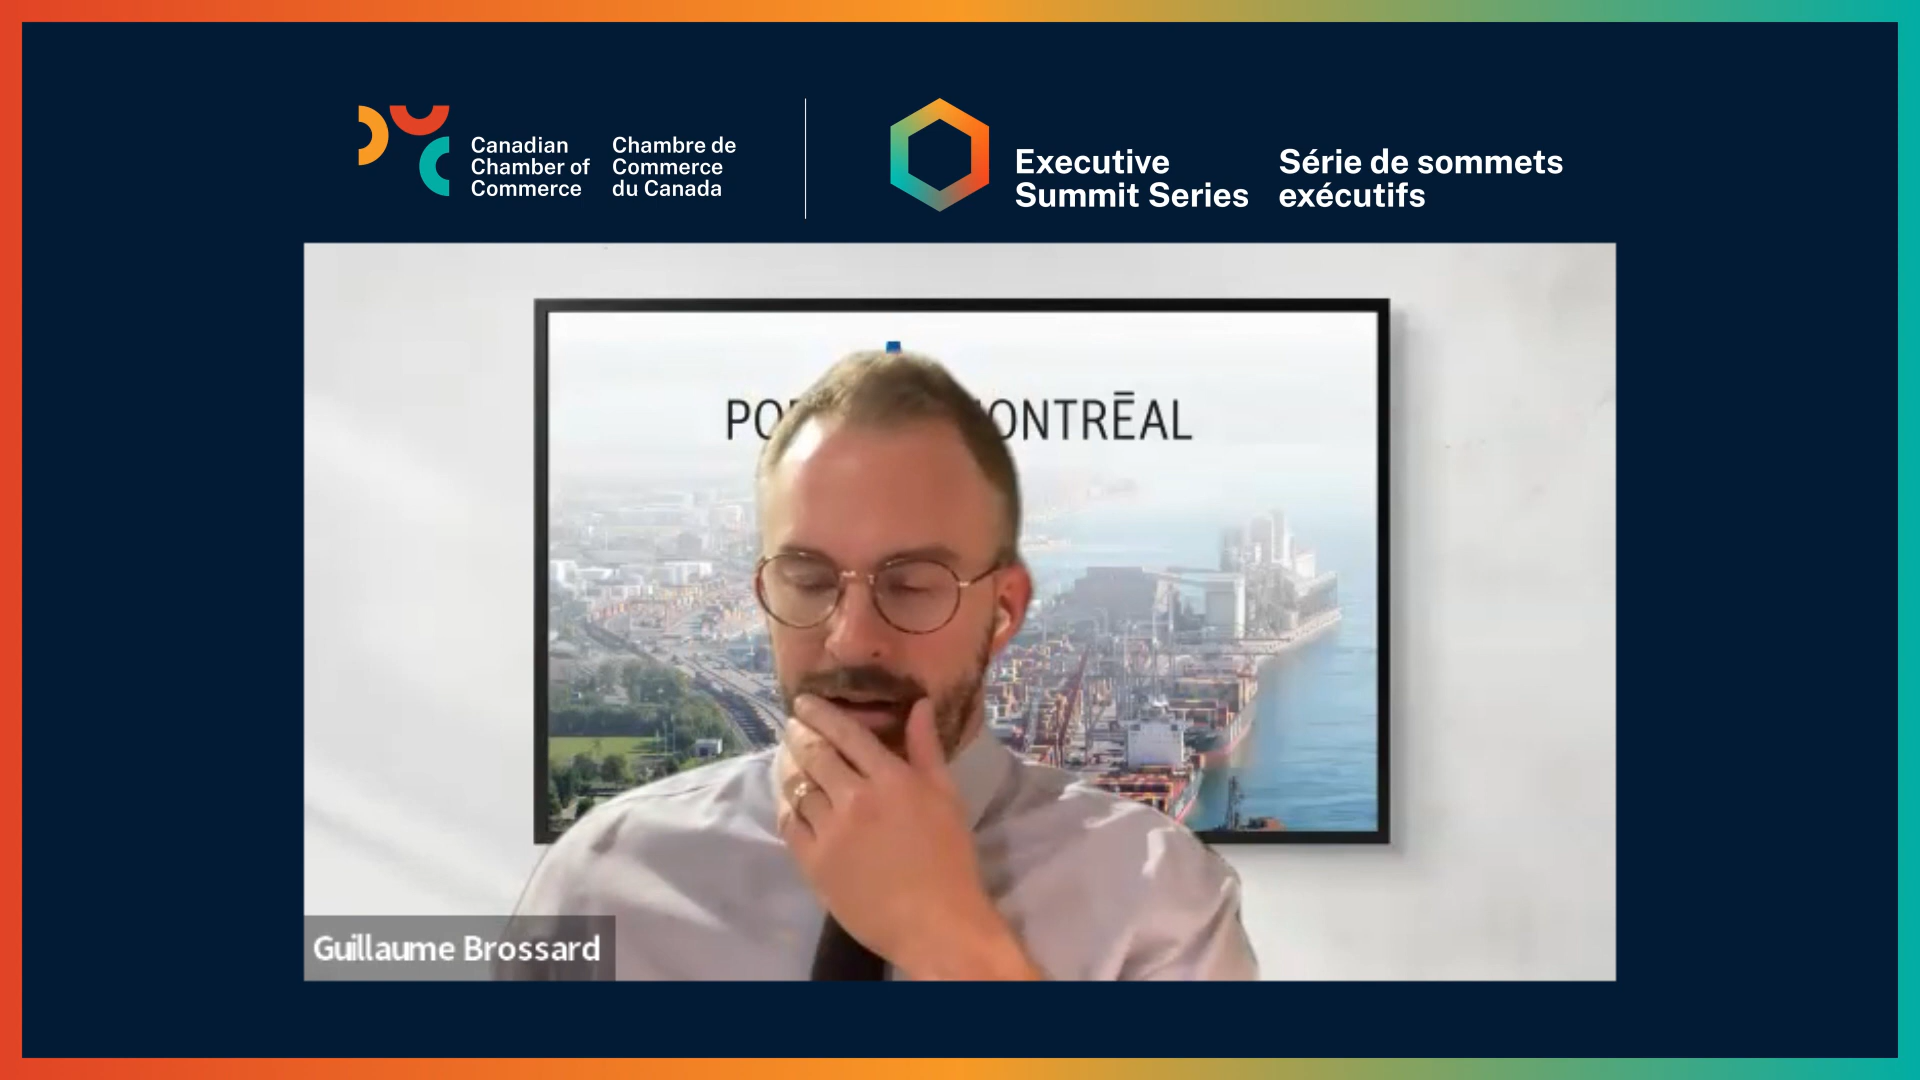 Canadian
Chamber of
Commerce
Chambre de
Commerce
du Canada
Executive
Summit Series
Série de sommets
exécutifs
PO ONTRĒAL
Guillaume Brossard